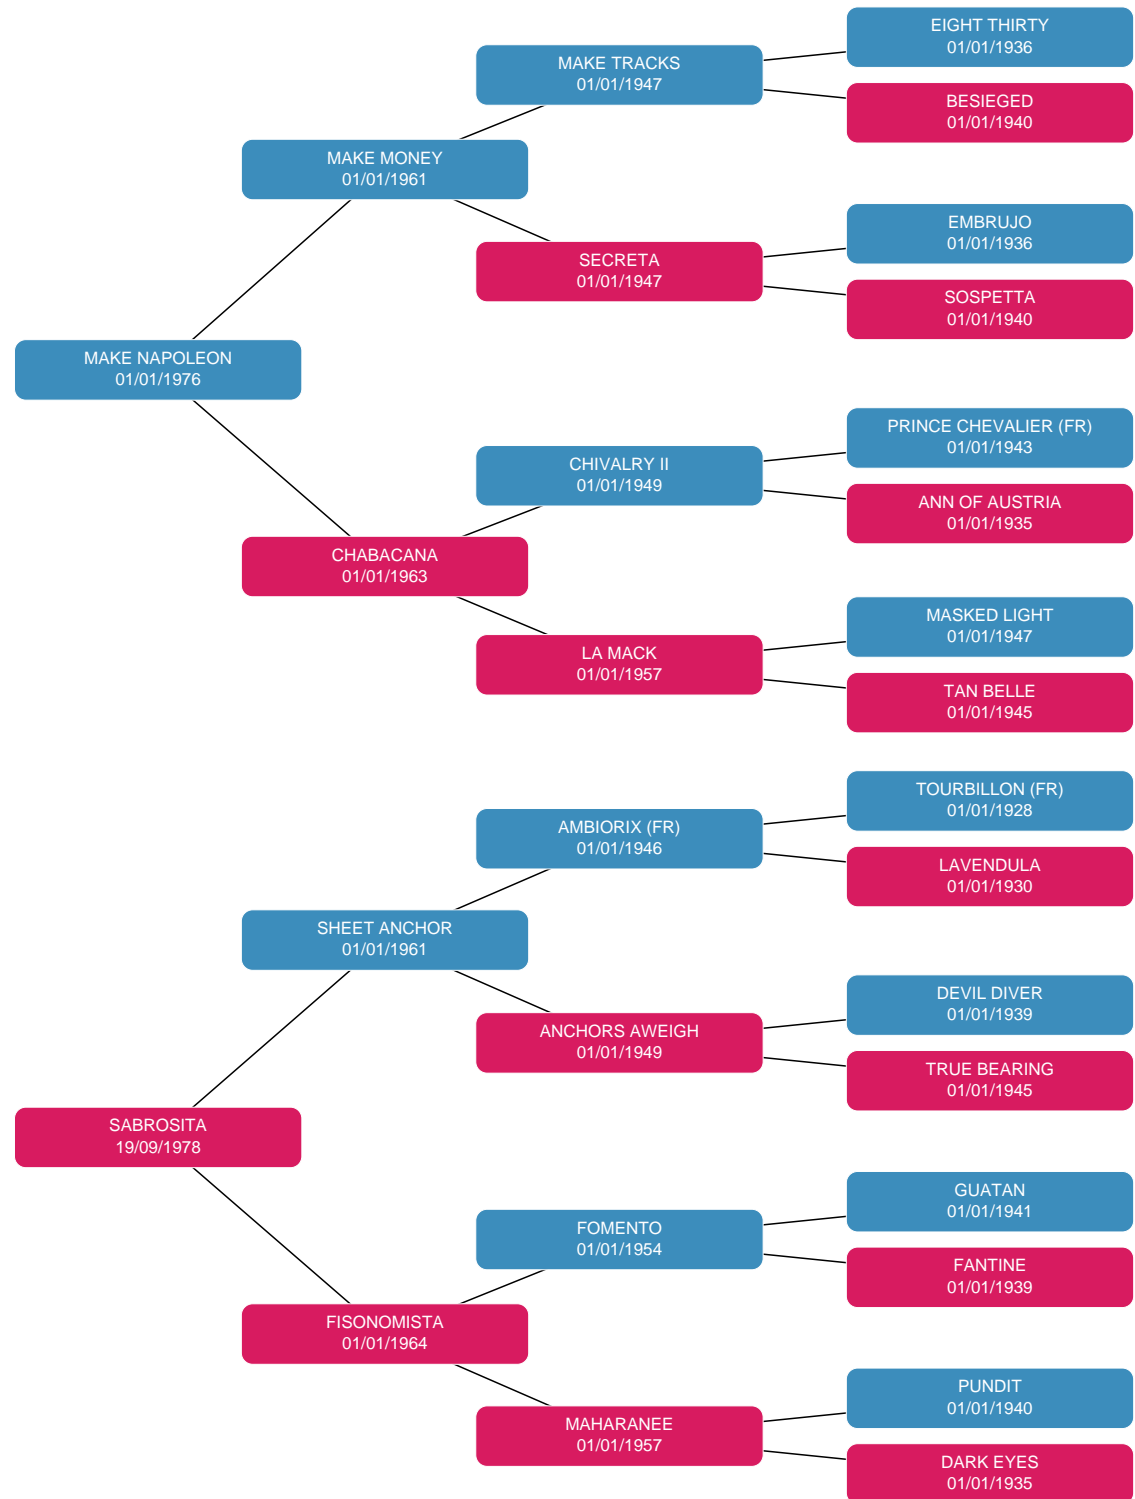 EIGHT THIRTY
01/01/1936
MAKE TRACKS
01/01/1947
BESIEGED
01/01/1940
MAKE MONEY
01/01/1961
EMBRUJO
01/01/1936
SECRETA
01/01/1947
SOSPETTA
01/01/1940
MAKE NAPOLEON
01/01/1976
PRINCE CHEVALIER (FR)
01/01/1943
CHIVALRY II
01/01/1949
ANN OF AUSTRIA
01/01/1935
CHABACANA
01/01/1963
MASKED LIGHT
01/01/1947
LA MACK
01/01/1957
TAN BELLE
01/01/1945
TOURBILLON (FR)
01/01/1928
AMBIORIX (FR)
01/01/1946
LAVENDULA
01/01/1930
SHEET ANCHOR
01/01/1961
DEVIL DIVER
01/01/1939
ANCHORS AWEIGH
01/01/1949
TRUE BEARING
01/01/1945
SABROSITA
19/09/1978
GUATAN
01/01/1941
FOMENTO
01/01/1954
FANTINE
01/01/1939
FISONOMISTA
01/01/1964
PUNDIT
01/01/1940
MAHARANEE
01/01/1957
DARK EYES
01/01/1935